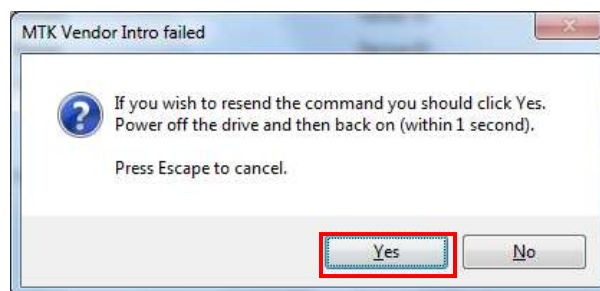 MTK Vendor Intro failed
If you wish to resend the command you should click Yes.
Power off the drive and then back on (within 1 second).
Press Escape to cancel.
Yes
No